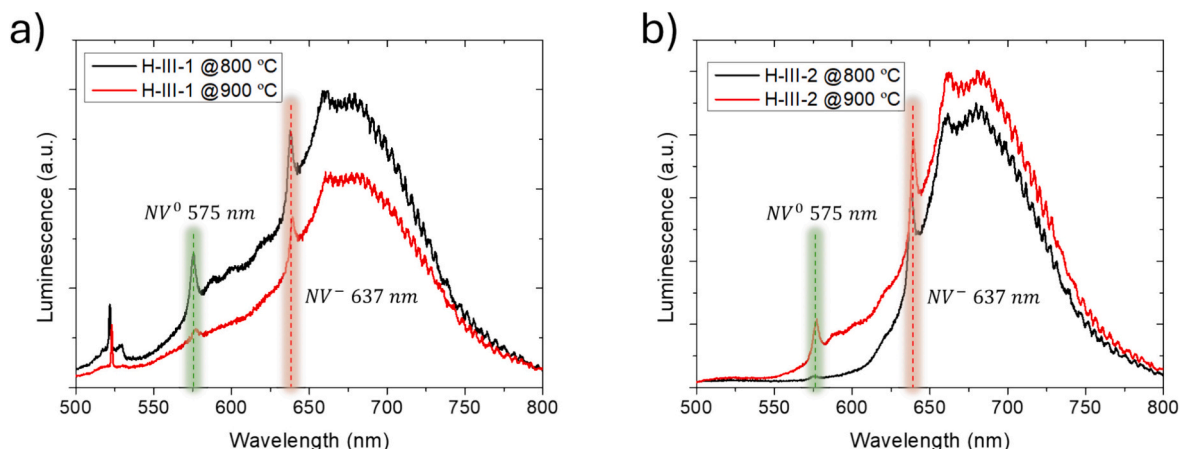 a)
H-III-1 @800 ºC
H-III-1 @900 ºC
NV⁰ 575 nm
NV⁻ 637 nm
Luminescence (a.u.)
500 550 600 650 700 750 800
Wavelength (nm)
b)
H-III-2 @800 ºC
H-III-2 @900 ºC
NV⁰ 575 nm
NV⁻ 637 nm
Luminescence (a.u.)
500 550 600 650 700 750 800
Wavelength (nm)